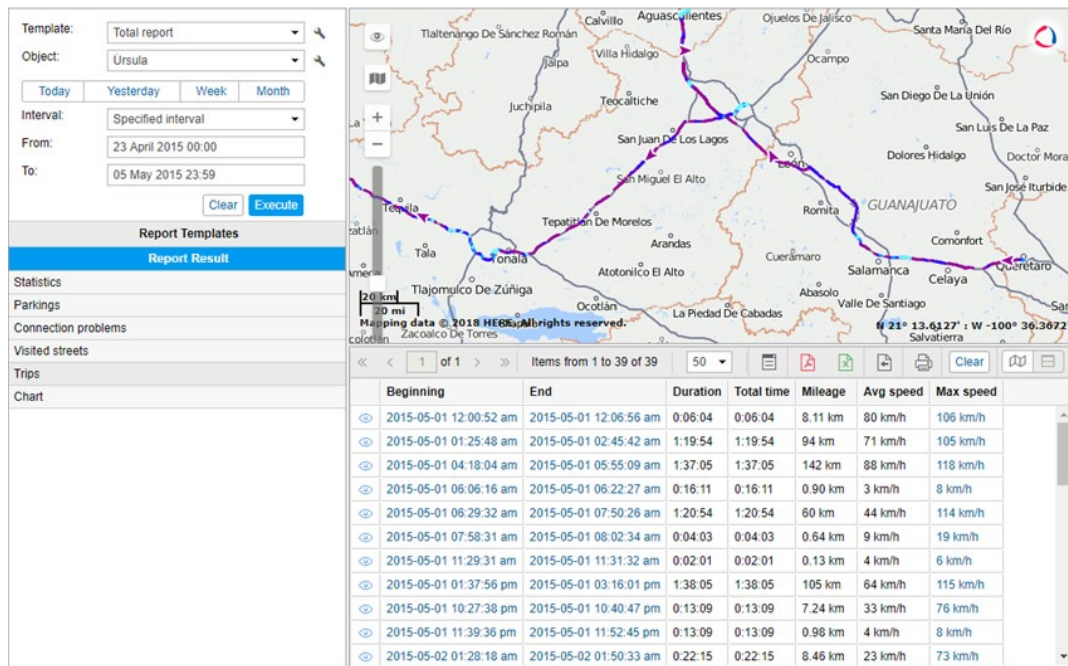 Template: Total report
Object: Úrsula
Today Yesterday Week Month
Interval: Specified interval
From: 23 April 2015 00:00
To: 05 May 2015 23:59
Clear Execute
Report Templates
Report Result
Statistics
Parkings
Connection problems
Visited streets
Trips
Chart
Calvillo
Aguascalientes
Ojuelos De Jalisco
Santa María Del Río
Tlaltenango De Sánchez Román
Villa Hidalgo
Jalpa
Ocampo
Teocaltiche
Juchipila
San Diego De La Unión
San Juan De Los Lagos
San Luis De La Paz
León
Dolores Hidalgo
Doctor Mora
San Miguel El Alto
San José Iturbide
Tequila
Romita
GUANAJUATO
Tepatitlán De Morelos
Arandas
Comonfort
Tala
Tonalá
Cuerámaro
Querétaro
Atotonilco El Alto
Salamanca
Celaya
Tlajomulco De Zúñiga
Abasolo
Ocotlán
Valle De Santiago
La Piedad De Cabadas
20 km
20 mi
Mapping data © 2018 HERE. All rights reserved.
N 21° 13.6127' : W -100° 36.3672
Zacoalco De Torres
Salvatierra
« < 1 of 1 > » Items from 1 to 39 of 39 50 Clear
Beginning End Duration Total time Mileage Avg speed Max speed
2015-05-01 12:00:52 am 2015-05-01 12:06:56 am 0:06:04 0:06:04 8.11 km 80 km/h 106 km/h
2015-05-01 01:25:48 am 2015-05-01 02:45:42 am 1:19:54 1:19:54 94 km 71 km/h 105 km/h
2015-05-01 04:18:04 am 2015-05-01 05:55:09 am 1:37:05 1:37:05 142 km 88 km/h 118 km/h
2015-05-01 06:06:16 am 2015-05-01 06:22:27 am 0:16:11 0:16:11 0.90 km 3 km/h 8 km/h
2015-05-01 06:29:32 am 2015-05-01 07:50:26 am 1:20:54 1:20:54 60 km 44 km/h 114 km/h
2015-05-01 07:58:31 am 2015-05-01 08:02:34 am 0:04:03 0:04:03 0.64 km 9 km/h 19 km/h
2015-05-01 11:29:31 am 2015-05-01 11:31:32 am 0:02:01 0:02:01 0.13 km 4 km/h 6 km/h
2015-05-01 01:37:56 pm 2015-05-01 03:16:01 pm 1:38:05 1:38:05 105 km 64 km/h 115 km/h
2015-05-01 10:27:38 pm 2015-05-01 10:40:47 pm 0:13:09 0:13:09 7.24 km 33 km/h 76 km/h
2015-05-01 11:39:36 pm 2015-05-01 11:52:45 pm 0:13:09 0:13:09 0.98 km 4 km/h 8 km/h
2015-05-02 01:28:18 am 2015-05-02 01:50:33 am 0:22:15 0:22:15 8.46 km 23 km/h 73 km/h